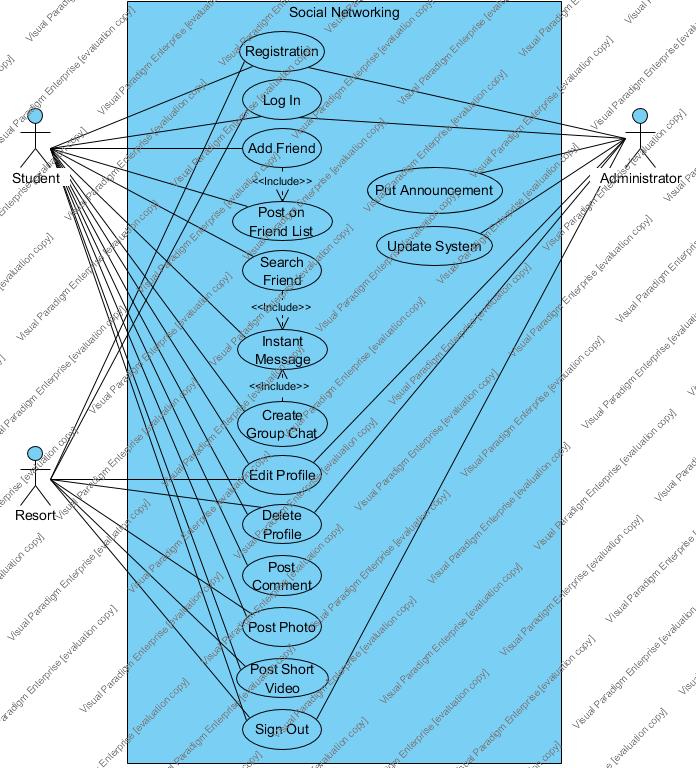 Social Networking
Registration
Log In
Add Friend
<<Include>>
Post on
Friend List
Search
Friend
<<Include>>
Instant
Message
<<Include>>
Create
Group Chat
Edit Profile
Delete
Profile
Post
Comment
Post Photo
Post Short
Video
Sign Out
Put Announcement
Update System
Student
Resort
Administrator
Visual Paradigm Enterprise [evaluation copy]